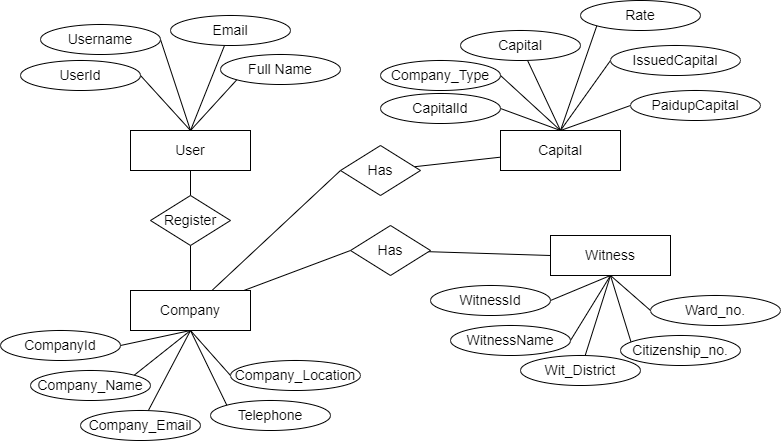 Rate
Email
Username
Capital
IssuedCapital
Full Name
UserId
Company_Type
CapitalId
PaidupCapital
User
Capital
Has
Register
Has
Witness
WitnessId
Company
Ward_no.
WitnessName
CompanyId
Citizenship_no.
Wit_District
Company_Location
Company_Name
Telephone
Company_Email